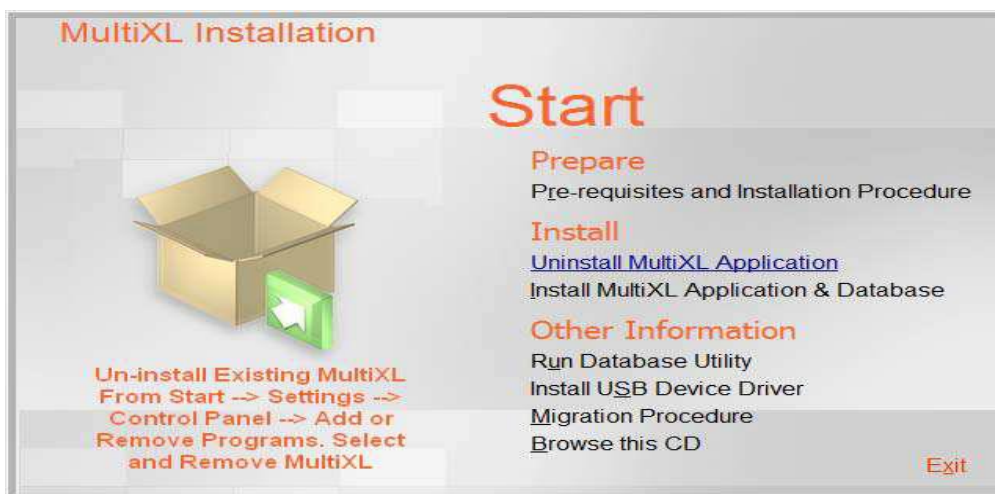 MultiXL Installation
Start
Prepare
Pre-requisites and Installation Procedure
Install
Uninstall MultiXL Application
Install MultiXL Application & Database
Other Information
Run Database Utility
Install USB Device Driver
Migration Procedure
Browse this CD
Un-install Existing MultiXL
From Start --> Settings -->
Control Panel --> Add or
Remove Programs. Select
and Remove MultiXL
Exit